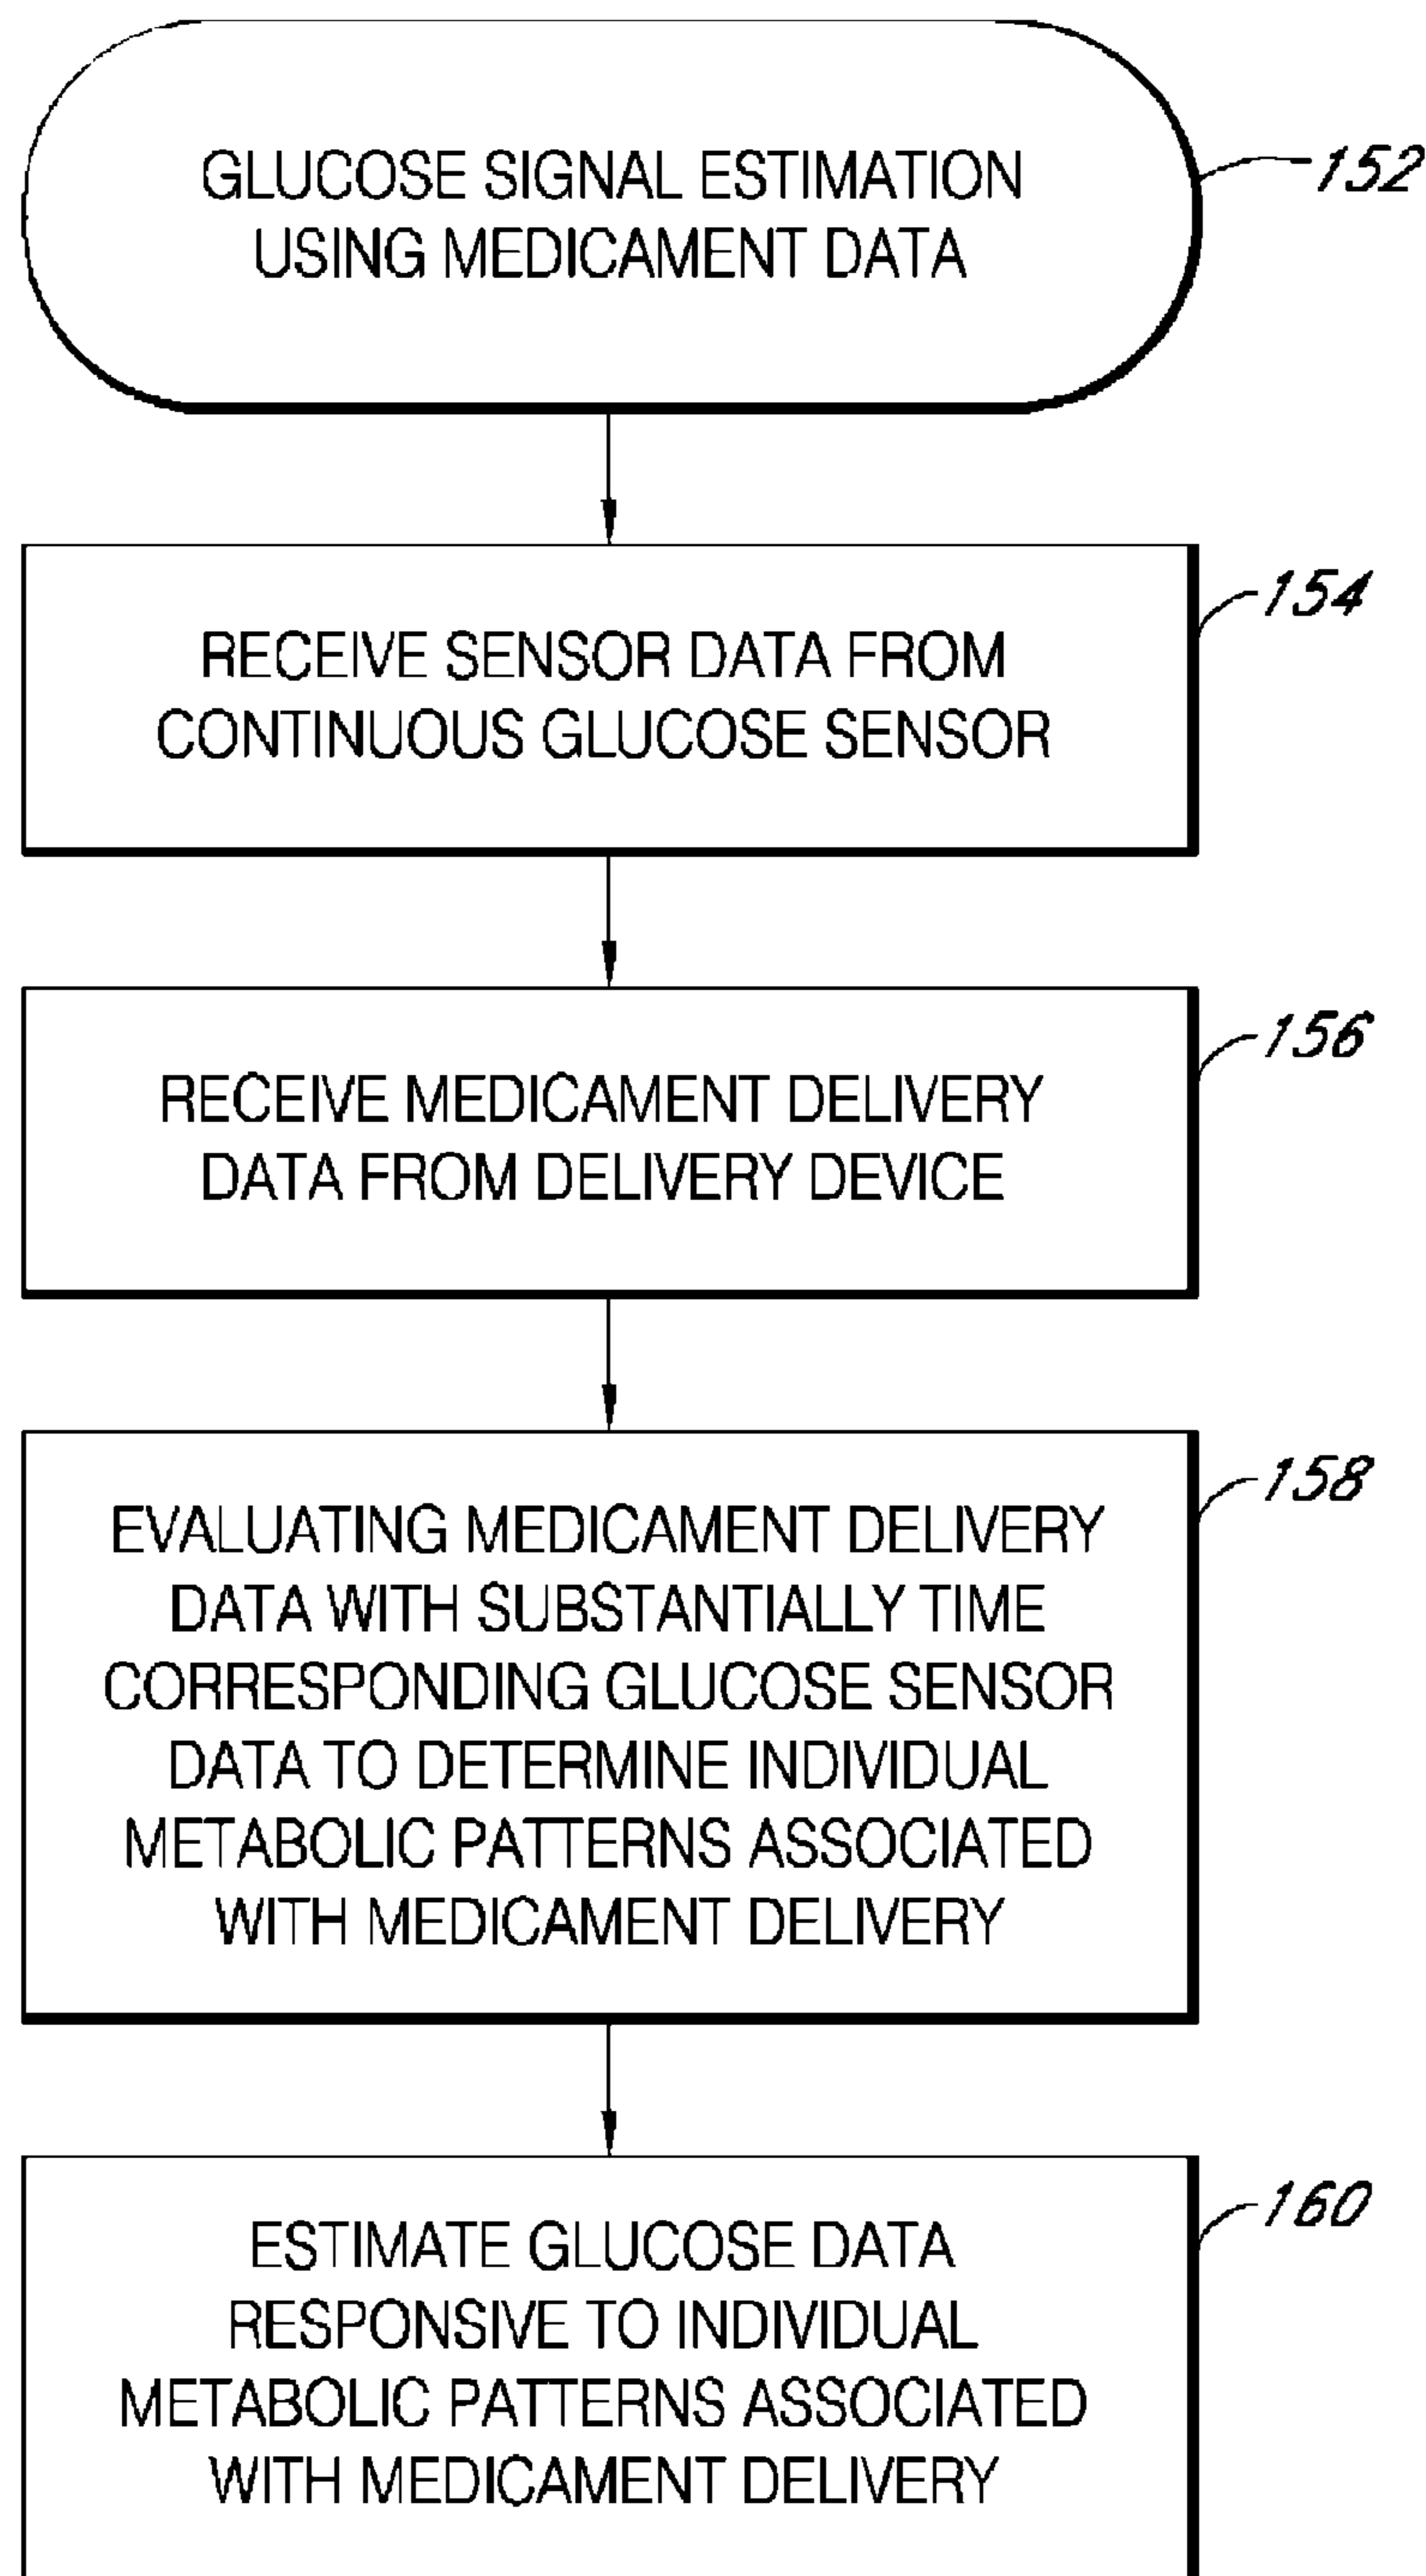 GLUCOSE SIGNAL ESTIMATION
USING MEDICAMENT DATA
152
RECEIVE SENSOR DATA FROM
CONTINUOUS GLUCOSE SENSOR
154
RECEIVE MEDICAMENT DELIVERY
DATA FROM DELIVERY DEVICE
156
EVALUATING MEDICAMENT DELIVERY
DATA WITH SUBSTANTIALLY TIME
CORRESPONDING GLUCOSE SENSOR
DATA TO DETERMINE INDIVIDUAL
METABOLIC PATTERNS ASSOCIATED
WITH MEDICAMENT DELIVERY
158
ESTIMATE GLUCOSE DATA
RESPONSIVE TO INDIVIDUAL
METABOLIC PATTERNS ASSOCIATED
WITH MEDICAMENT DELIVERY
160